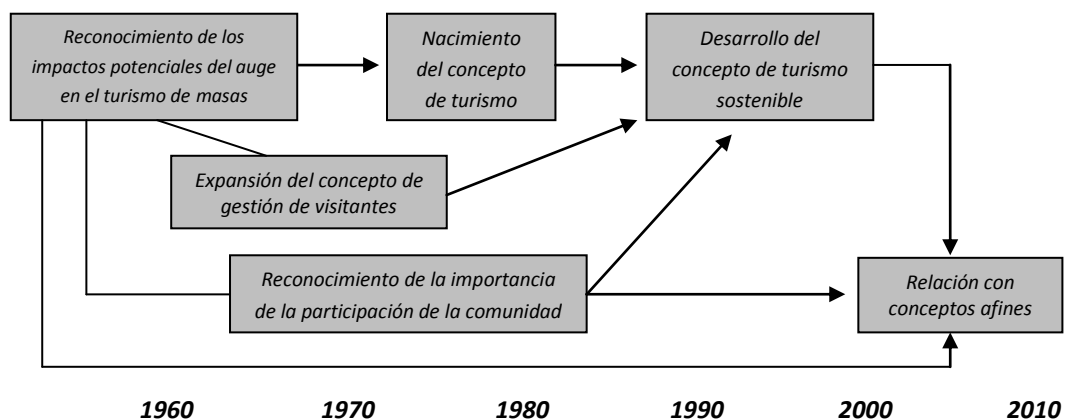 Reconocimiento de los
impactos potenciales del auge
en el turismo de masas
Nacimiento
del concepto
de turismo
Desarrollo del
concepto de turismo
sostenible
Expansión del concepto de
gestión de visitantes
Reconocimiento de la importancia
de la participación de la comunidad
Relación con
conceptos afines
1960 1970 1980 1990 2000 2010